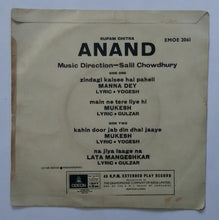 RUPAM CHITRA
ANAND
EMOE 2061
Music Direction—Salil Chowdhury
SIDE ONE
zindagi kaisee hai paheli
MANNA DEY
LYRIC • YOGESH
main ne tere liye hi
MUKESH
LYRIC • GULZAR
SIDE TWO
kahin door jab din dhal jaaye
MUKESH
LYRIC • YOGESH
na jiya laage na
LATA MANGESHKAR
LYRIC • GULZAR
ODEON
45 R.P.M. EXTENDED PLAY RECORD